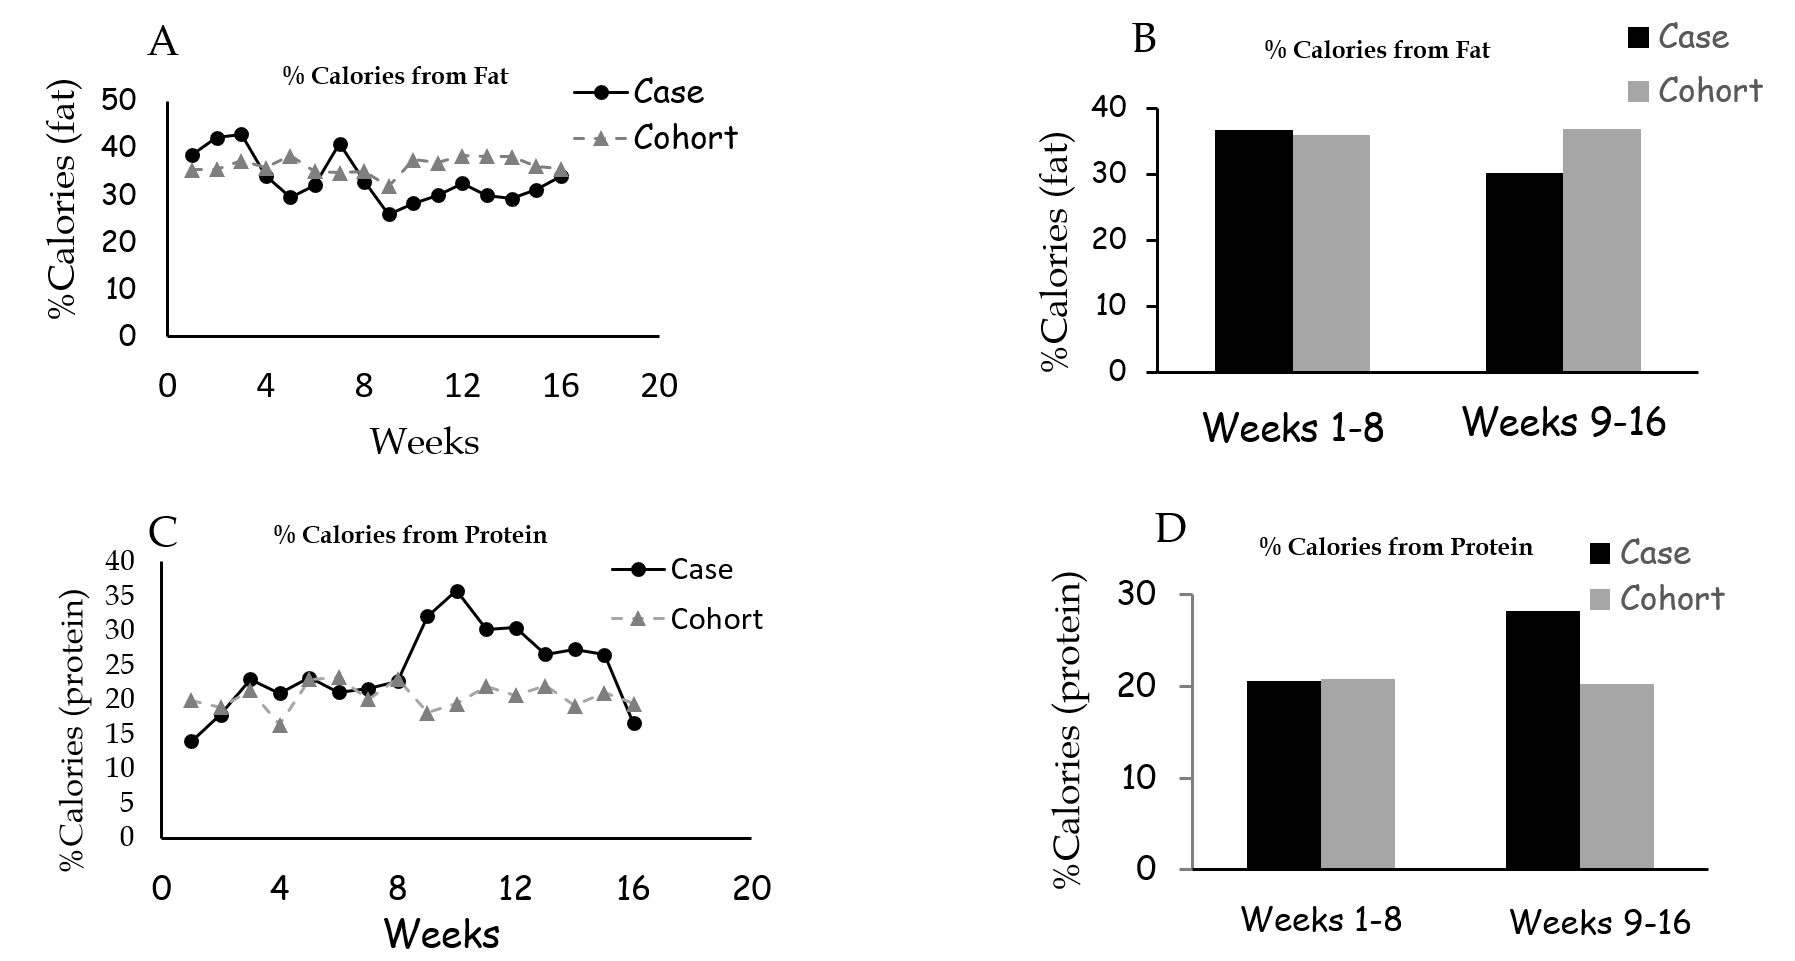 A
% Calories from Fat
Case
Cohort
%Calories (fat)
50
40
30
20
10
0
0 4 8 12 16 20
Weeks
B
% Calories from Fat
Case
Cohort
%Calories (fat)
40
30
20
10
0
Weeks 1-8 Weeks 9-16
C
% Calories from Protein
Case
Cohort
%Calories (protein)
40
35
30
25
20
15
10
5
0
0 4 8 12 16 20
Weeks
D
% Calories from Protein
Case
Cohort
%Calories (protein)
30
20
10
0
Weeks 1-8 Weeks 9-16